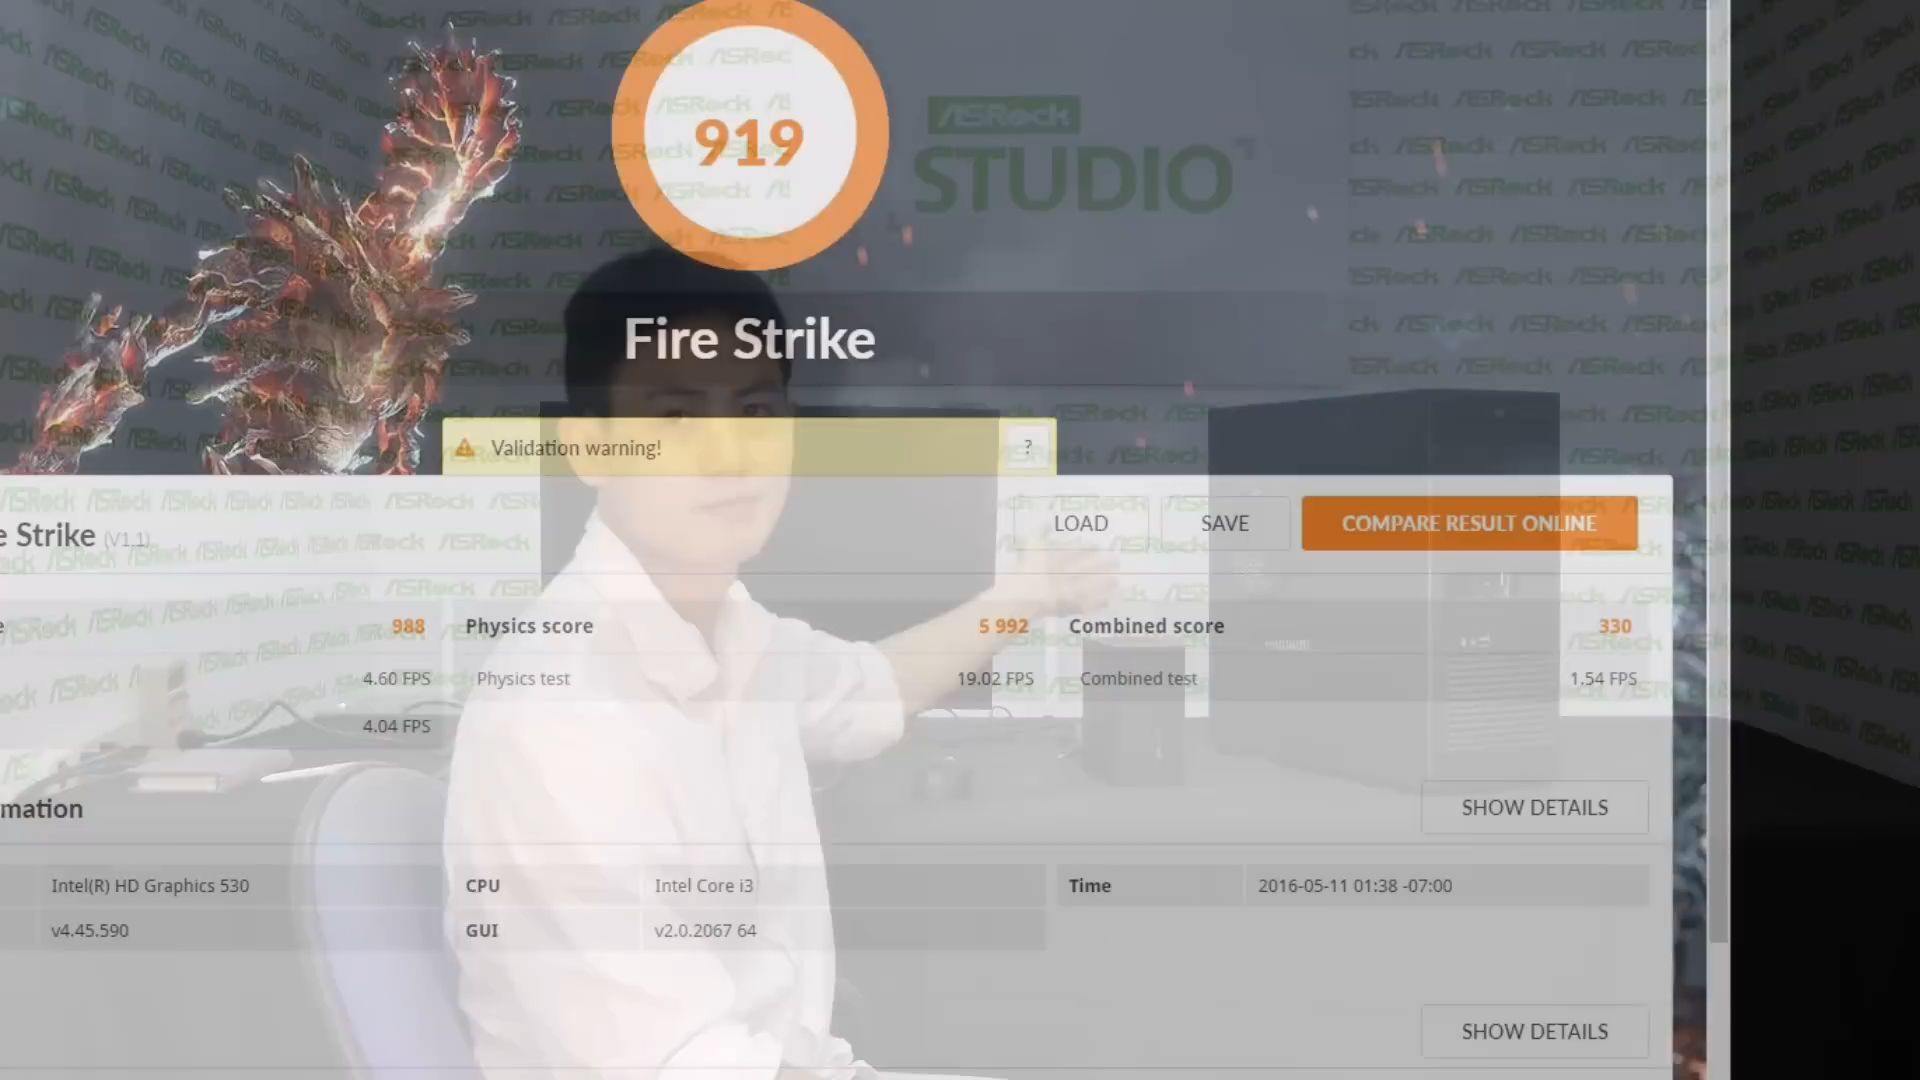 919
ASRock
STUDIO
Fire Strike
Validation warning!
?
e Strike (V1.1)
LOAD
SAVE
COMPARE RESULT ONLINE
e
988
Physics score
5 992
Combined score
330
4.60 FPS
Physics test
19.02 FPS
Combined test
1.54 FPS
4.04 FPS
mation
SHOW DETAILS
Intel(R) HD Graphics 530
CPU
Intel Core i3
Time
2016-05-11 01:38 -07:00
v4.45.590
GUI
v2.0.2067 64
SHOW DETAILS